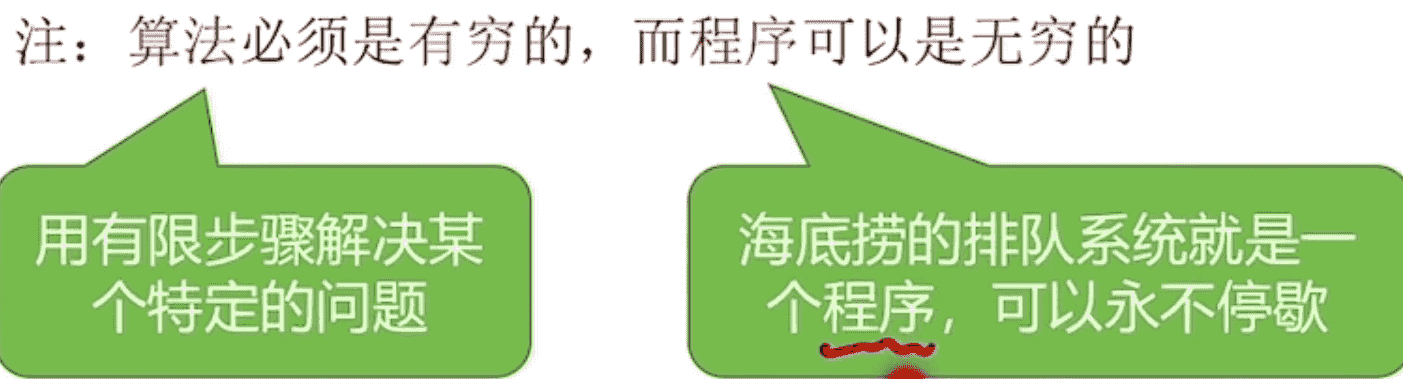 注：算法必须是有穷的，而程序可以是无穷的
用有限步骤解决某
个特定的问题
海底捞的排队系统就是一
个程序，可以永不停歇